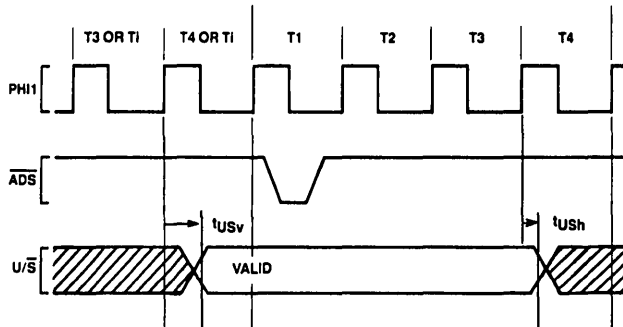 T3 OR Ti T4 OR Ti T1 T2 T3 T4
PHI1
ADS
tUSv tUSh
U/S
VALID